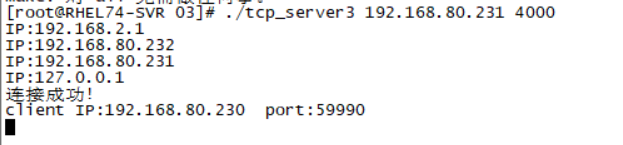 [root@RHEL74-SVR 03]# ./tcp_server3 192.168.80.231 4000
IP:192.168.2.1
IP:192.168.80.232
IP:192.168.80.231
IP:127.0.0.1
连接成功!
client IP:192.168.80.230  port:59990